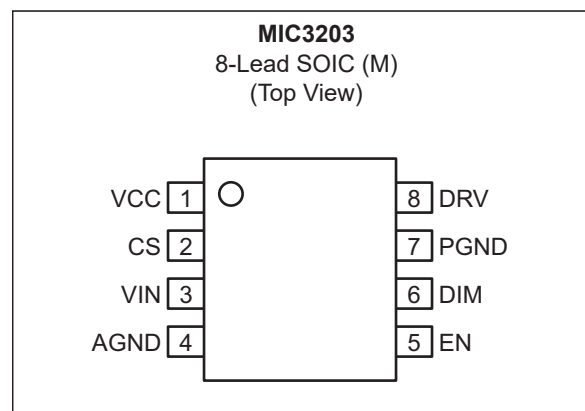 MIC3203
8-Lead SOIC (M)
(Top View)
VCC 1 8 DRV
CS 2 7 PGND
VIN 3 6 DIM
AGND 4 5 EN